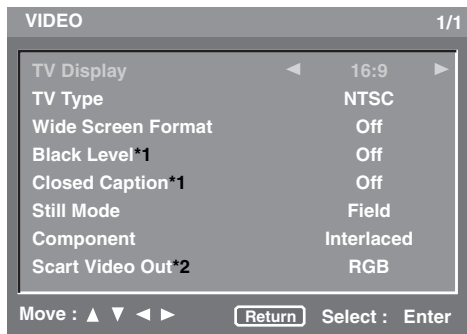 VIDEO 1/1
TV Display ◀ 16:9 ▶
TV Type NTSC
Wide Screen Format Off
Black Level*1 Off
Closed Caption*1 Off
Still Mode Field
Component Interlaced
Scart Video Out*2 RGB
Move : ▲ ▼ ◀ ▶ Return Select : Enter